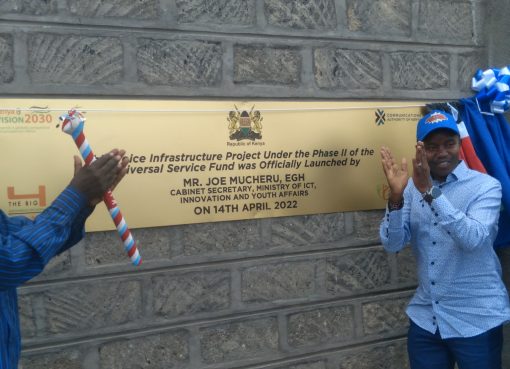 VISION 2030
COMMUNICATIONS
AUTHORITY OF KENYA
Republic of Kenya
ice Infrastructure Project Under the Phase II of the
iversal Service Fund was Officially Launched by
MR. JOE MUCHERU, EGH
CABINET SECRETARY, MINISTRY OF ICT,
INNOVATION AND YOUTH AFFAIRS
ON 14TH APRIL 2022
THE BIG